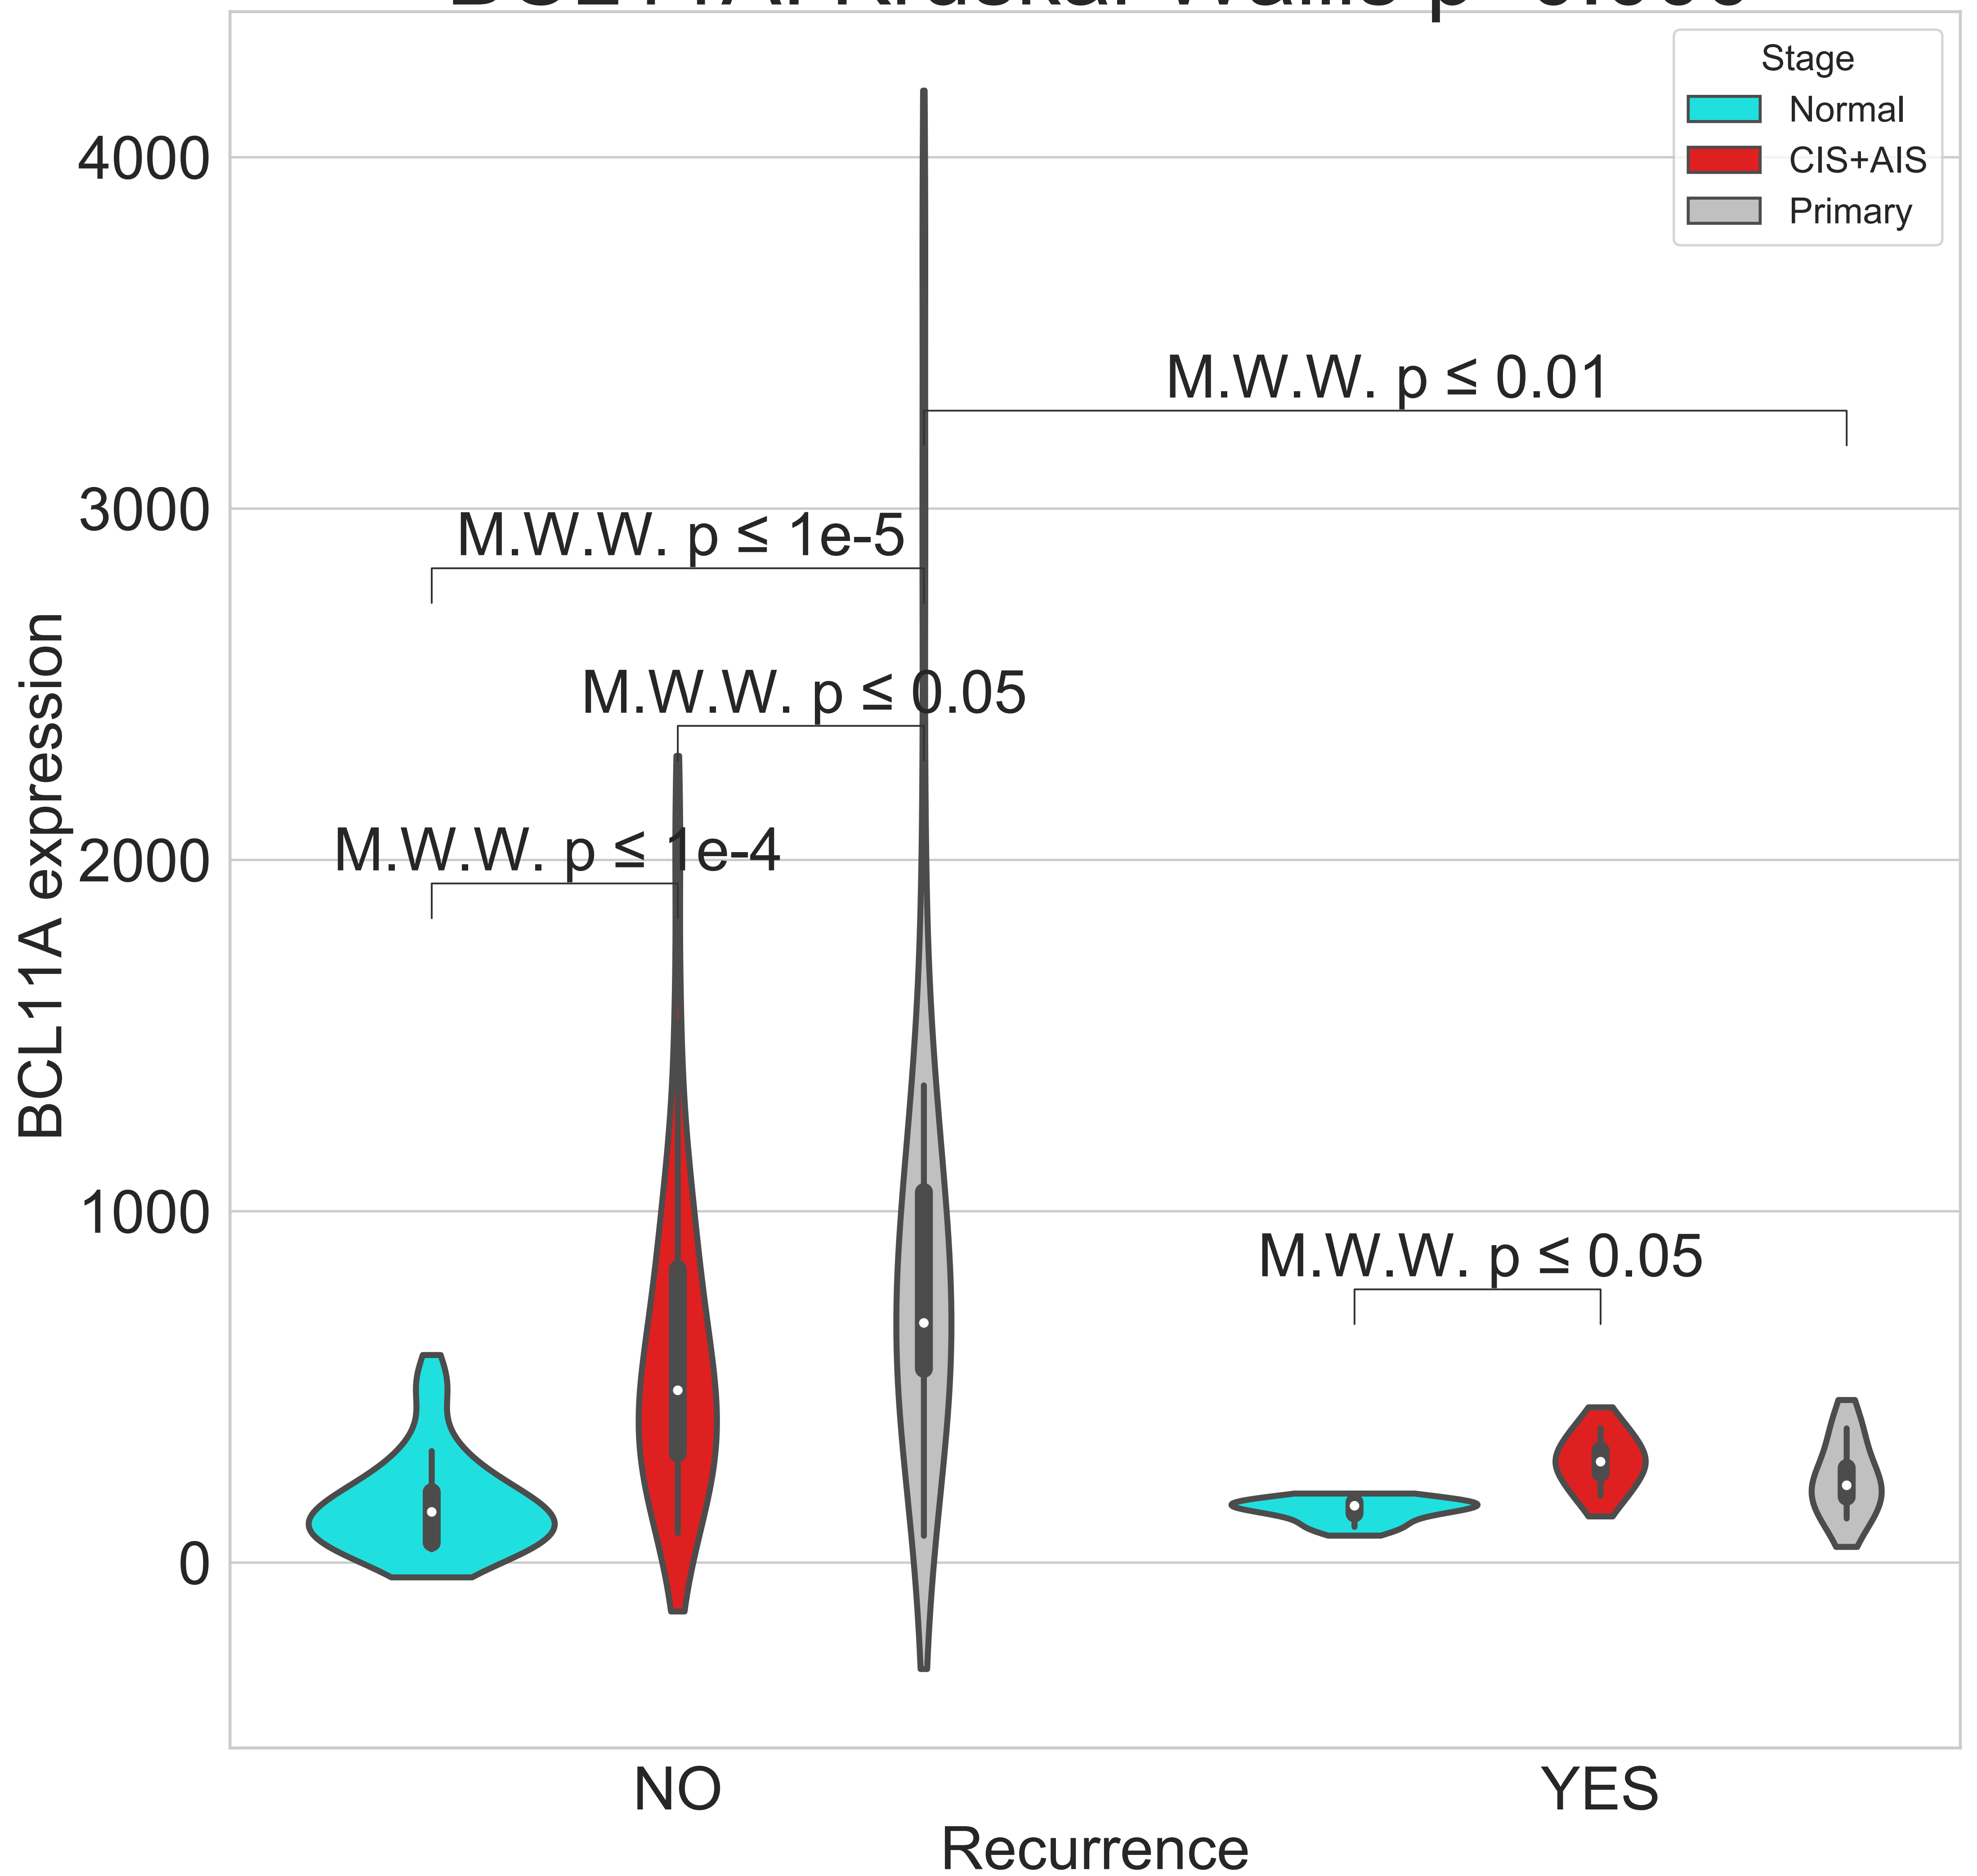 Stage
Normal
CIS+AIS
Primary
4000
3000
2000
1000
0
BCL11A expression
M.W.W. p ≤ 0.01
M.W.W. p ≤ 1e-5
M.W.W. p ≤ 0.05
M.W.W. p ≤ 1e-4
M.W.W. p ≤ 0.05
NO
YES
Recurrence